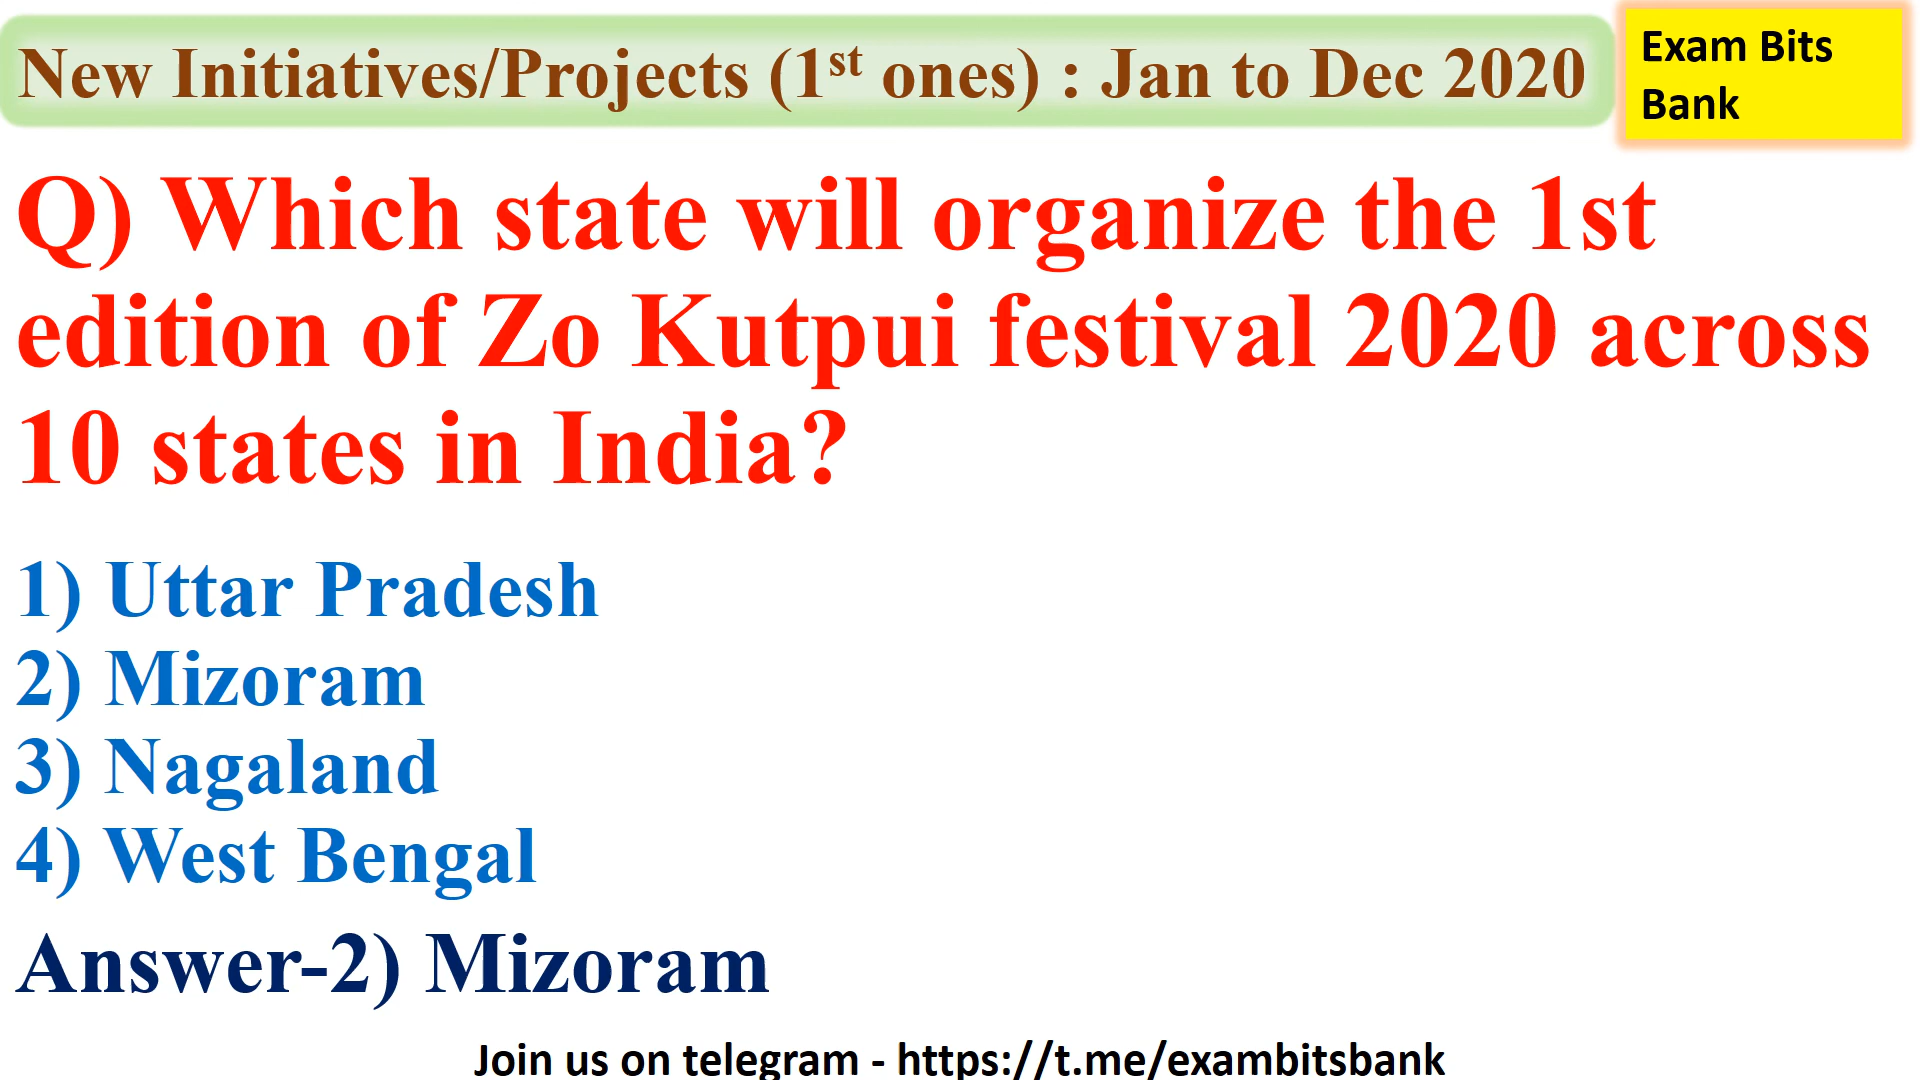 New Initiatives/Projects (1st ones) : Jan to Dec 2020
Exam Bits
Bank
Q) Which state will organize the 1st
edition of Zo Kutpui festival 2020 across
10 states in India?
1) Uttar Pradesh
2) Mizoram
3) Nagaland
4) West Bengal
Answer-2) Mizoram
Join us on telegram - https://t.me/exambitsbank